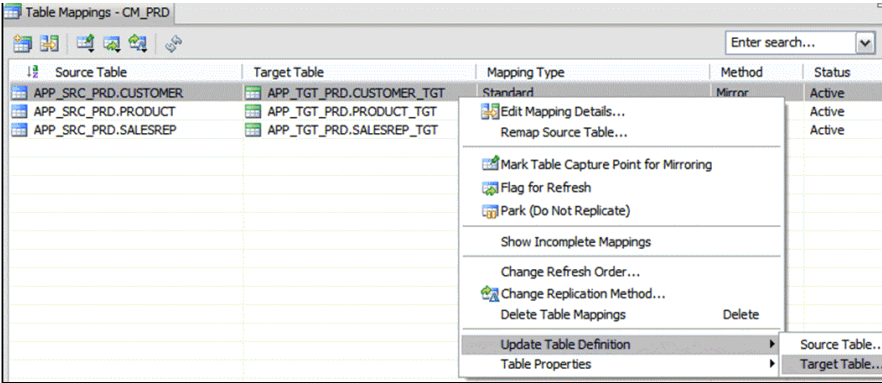 Table Mappings - CM_PRD
Enter search...
Source Table Target Table Mapping Type Method Status
APP_SRC_PRD.CUSTOMER APP_TGT_PRD.CUSTOMER_TGT Standard Mirror Active
APP_SRC_PRD.PRODUCT APP_TGT_PRD.PRODUCT_TGT Active
APP_SRC_PRD.SALESREP APP_TGT_PRD.SALESREP_TGT Active
Edit Mapping Details...
Remap Source Table...
Mark Table Capture Point for Mirroring
Flag for Refresh
Park (Do Not Replicate)
Show Incomplete Mappings
Change Refresh Order...
Change Replication Method...
Delete Table Mappings Delete
Update Table Definition Source Table...
Table Properties Target Table...